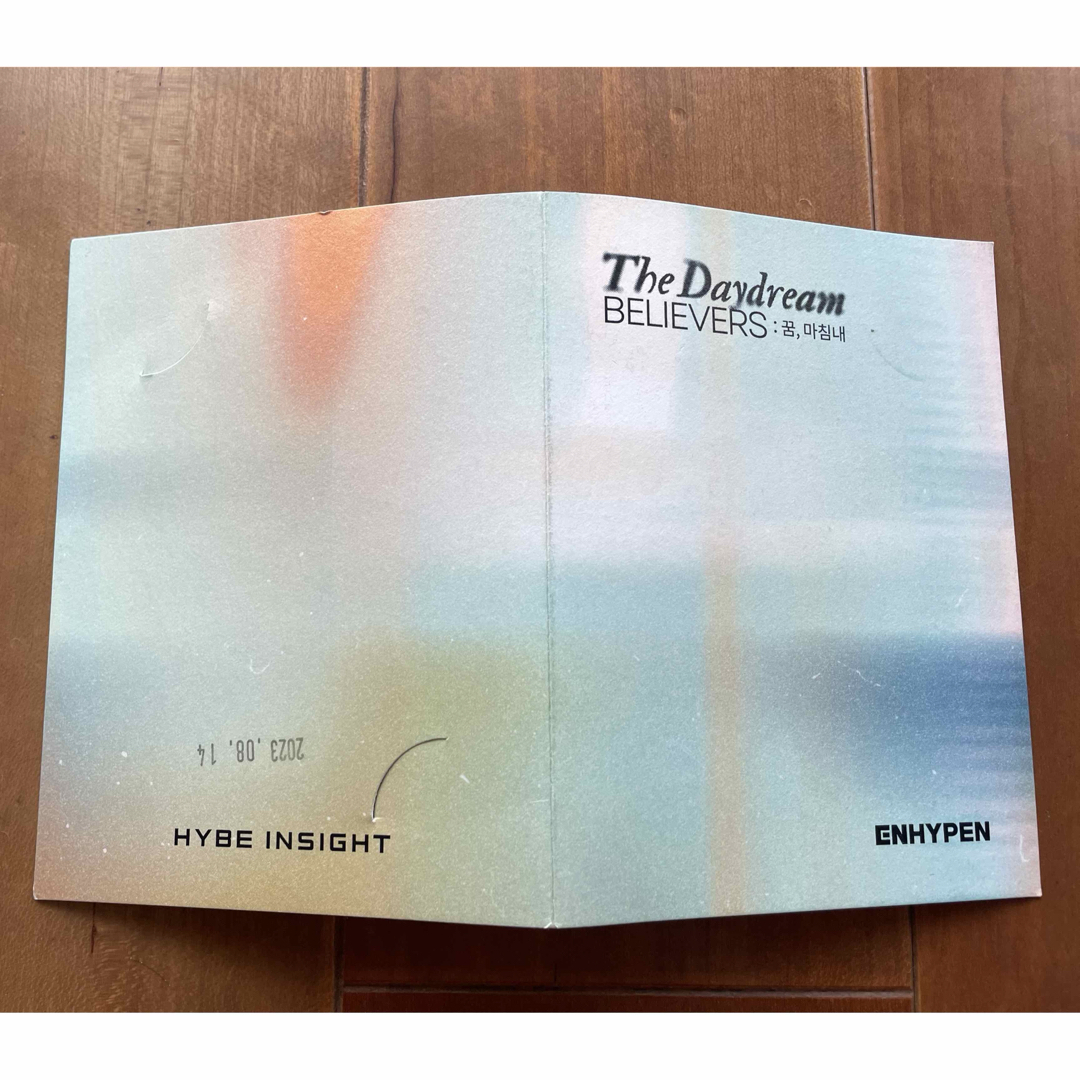 The Daydream
BELIEVERS : 꿈, 마침내
2023. 08. 14
HYBE INSIGHT
ENHYPEN